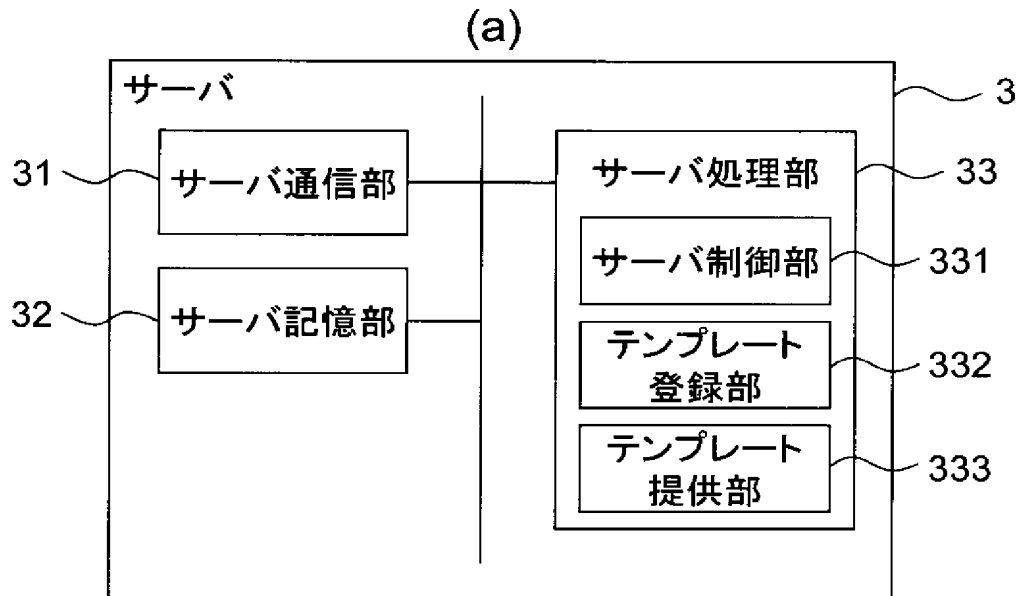 (a)
サーバ
3
31
サーバ通信部
サーバ処理部
33
サーバ制御部
331
32
サーバ記憶部
テンプレート
登録部
332
テンプレート
提供部
333